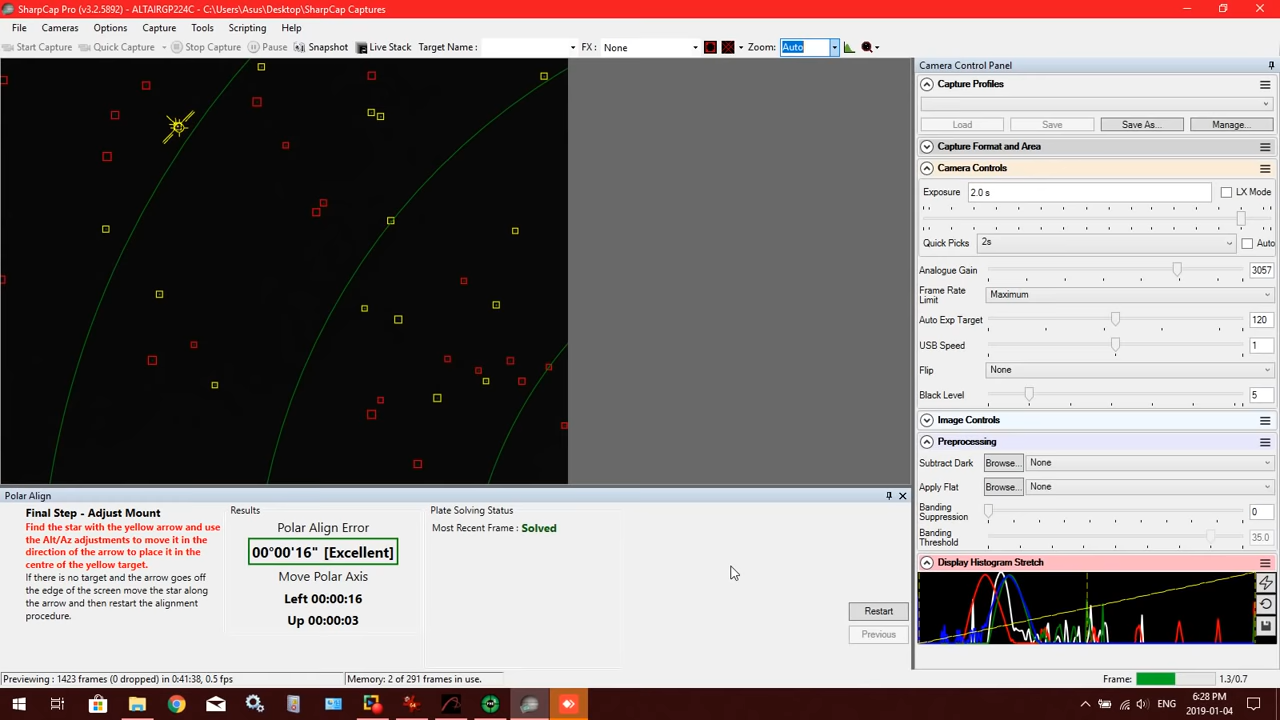 SharpCap Pro (v3.2.5892) - ALTAIRGP224C - C:\Users\Asus\Desktop\SharpCap Captures
File Cameras Options Capture Tools Scripting Help
Start Capture Quick Capture Stop Capture Pause Snapshot Live Stack Target Name : FX : None Zoom: Auto
Camera Control Panel
Capture Profiles
Load Save Save As... Manage...
Capture Format and Area
Camera Controls
Exposure 2.0 s LX Mode
Quick Picks 2s Auto
Analogue Gain 3057
Frame Rate Limit Maximum
Auto Exp Target 120
USB Speed 1
Flip None
Black Level 5
Image Controls
Preprocessing
Subtract Dark Browse... None
Apply Flat Browse... None
Banding Suppression 0
Banding Threshold 35.0
Display Histogram Stretch
Polar Align
Final Step - Adjust Mount
Find the star with the yellow arrow and use
the Alt/Az adjustments to move it in the
direction of the arrow to place it in the
centre of the yellow target.
If there is no target and the arrow goes off
the edge of the screen move the star along
the arrow and then restart the alignment
procedure.
Results
Polar Align Error
00°00'16" [Excellent]
Move Polar Axis
Left 00:00:16
Up 00:00:03
Plate Solving Status
Most Recent Frame : Solved
Restart
Previous
Previewing : 1423 frames (0 dropped) in 0:41:38, 0.5 fps Memory: 2 of 291 frames in use. Frame: 1.3/0.7
ENG 6:28 PM
2019-01-04